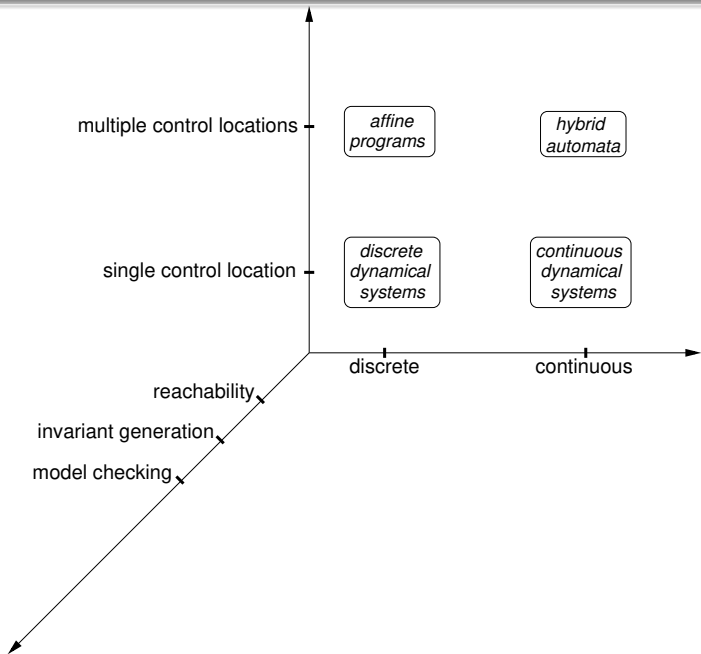 multiple control locations
affine
programs
hybrid
automata
single control location
discrete
dynamical
systems
continuous
dynamical
systems
discrete
continuous
reachability
invariant generation
model checking